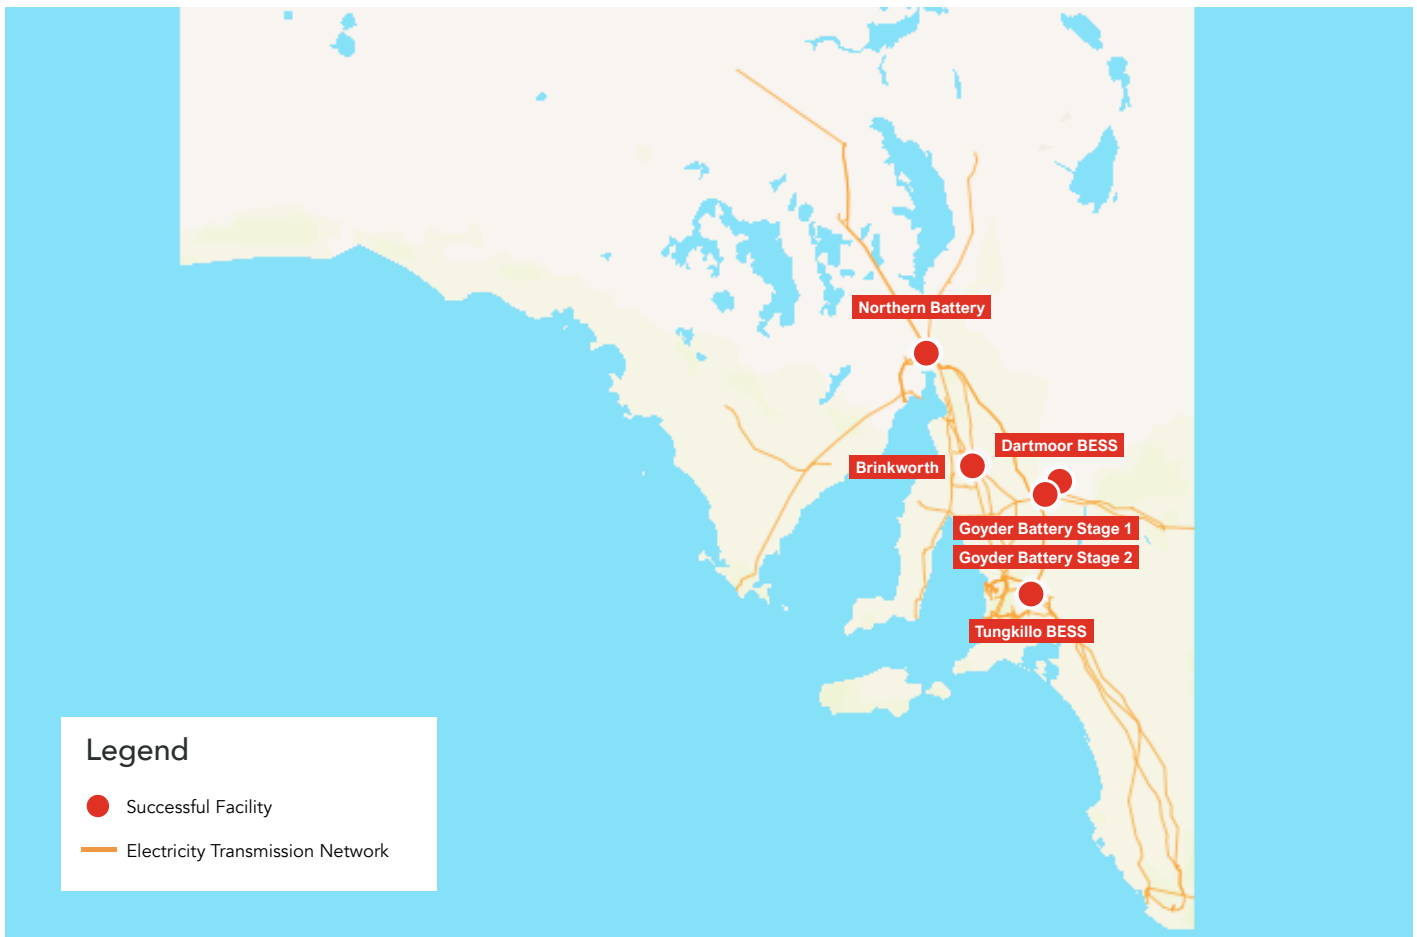 Northern Battery
Dartmoor BESS
Brinkworth
Goyder Battery Stage 1
Goyder Battery Stage 2
Tungkillo BESS
Legend
Successful Facility
Electricity Transmission Network